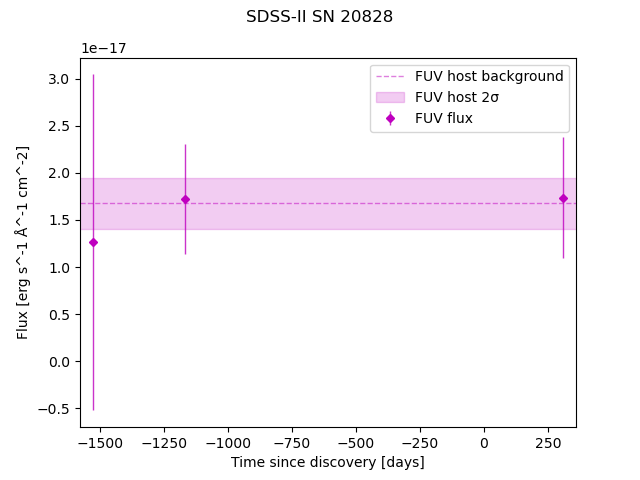 SDSS-II SN 20828
1e−17
FUV host background
FUV host 2σ
FUV flux
3.0
2.5
2.0
1.5
1.0
0.5
0.0
−0.5
Flux [erg s^-1 Å^-1 cm^-2]
−1500
−1250
−1000
−750
−500
−250
0
250
Time since discovery [days]